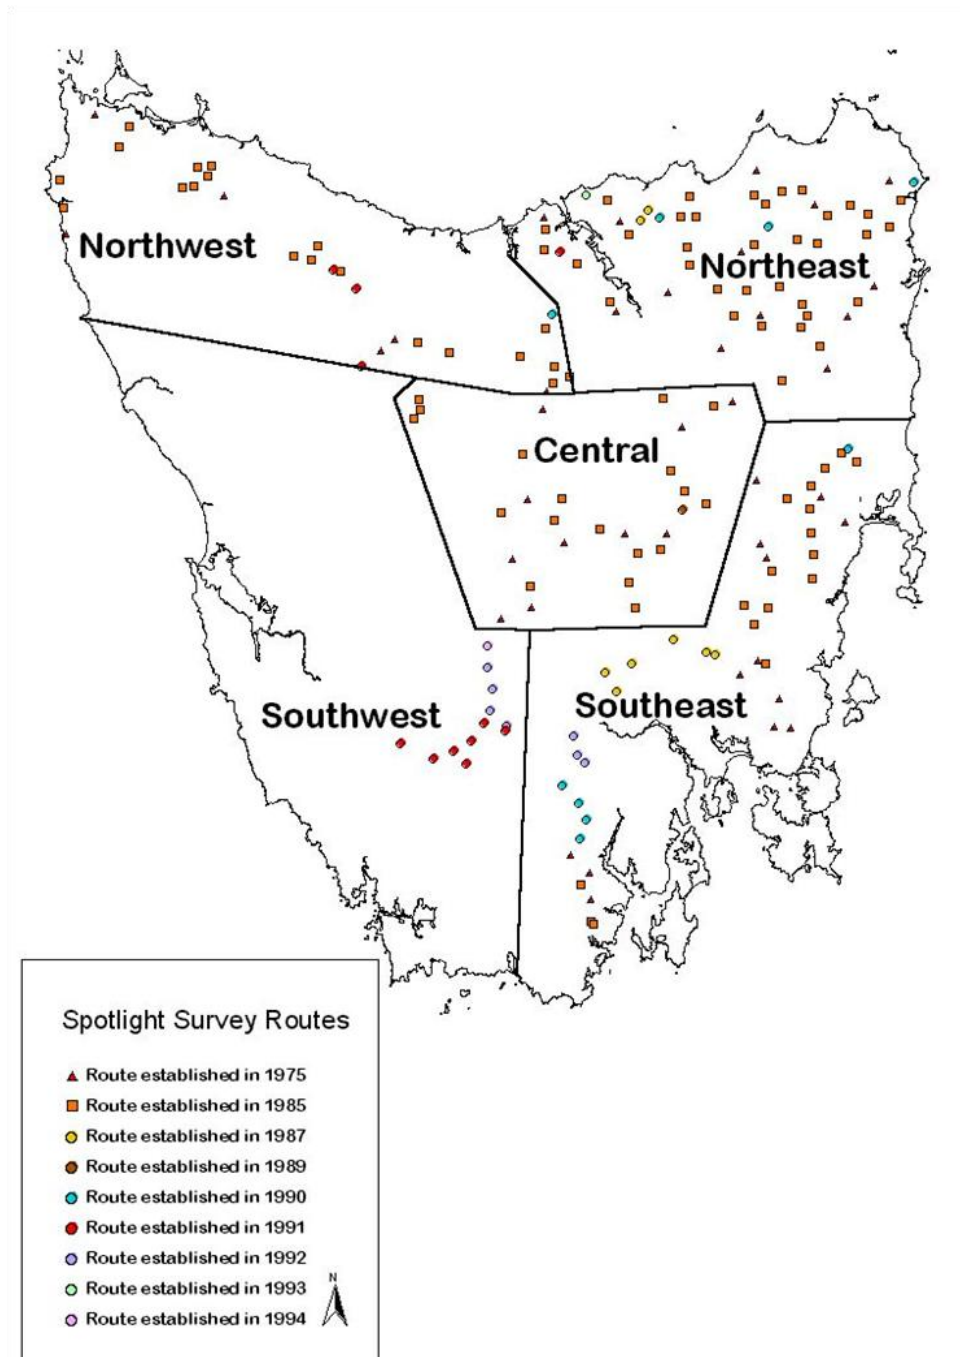 Northwest
Northeast
Central
Southwest
Southeast
Spotlight Survey Routes
Route established in 1975
Route established in 1985
Route established in 1987
Route established in 1989
Route established in 1990
Route established in 1991
Route established in 1992
Route established in 1993
N
Route established in 1994